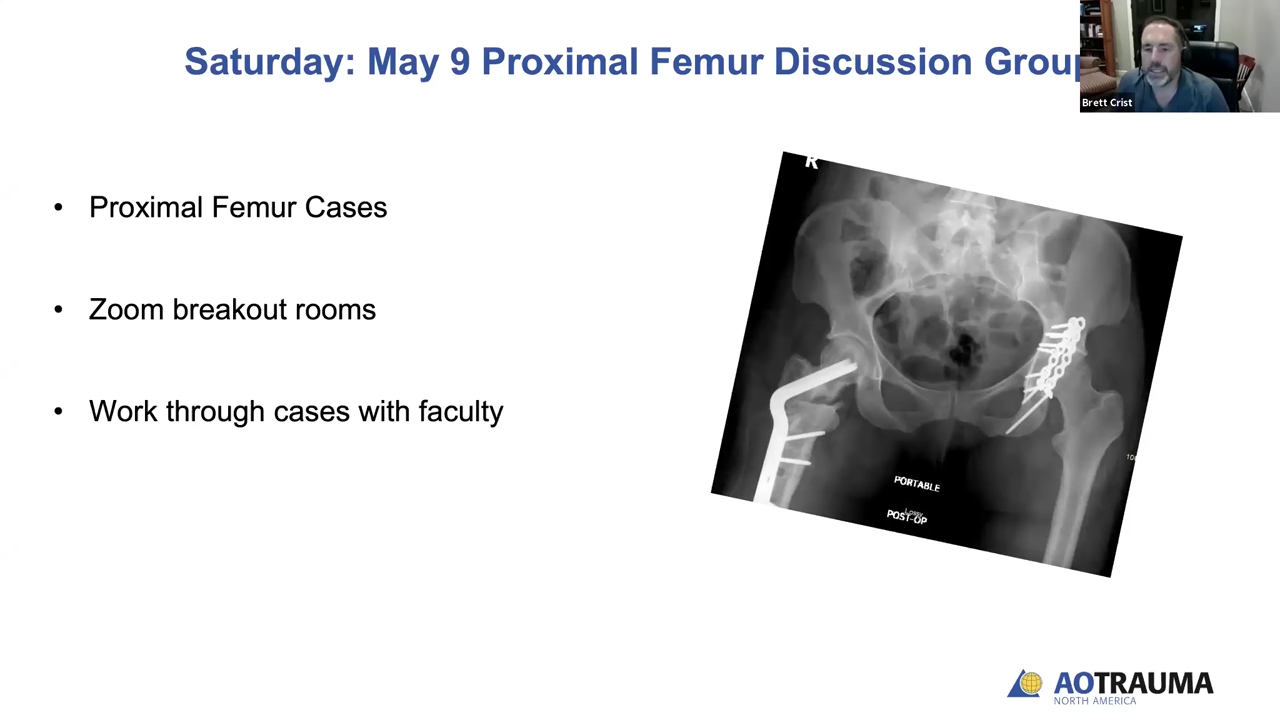 Saturday: May 9 Proximal Femur Discussion Group
Brett Crist
• Proximal Femur Cases
• Zoom breakout rooms
• Work through cases with faculty
R
PORTABLE
Lossy
POST-OP
AOTRAUMA
NORTH AMERICA